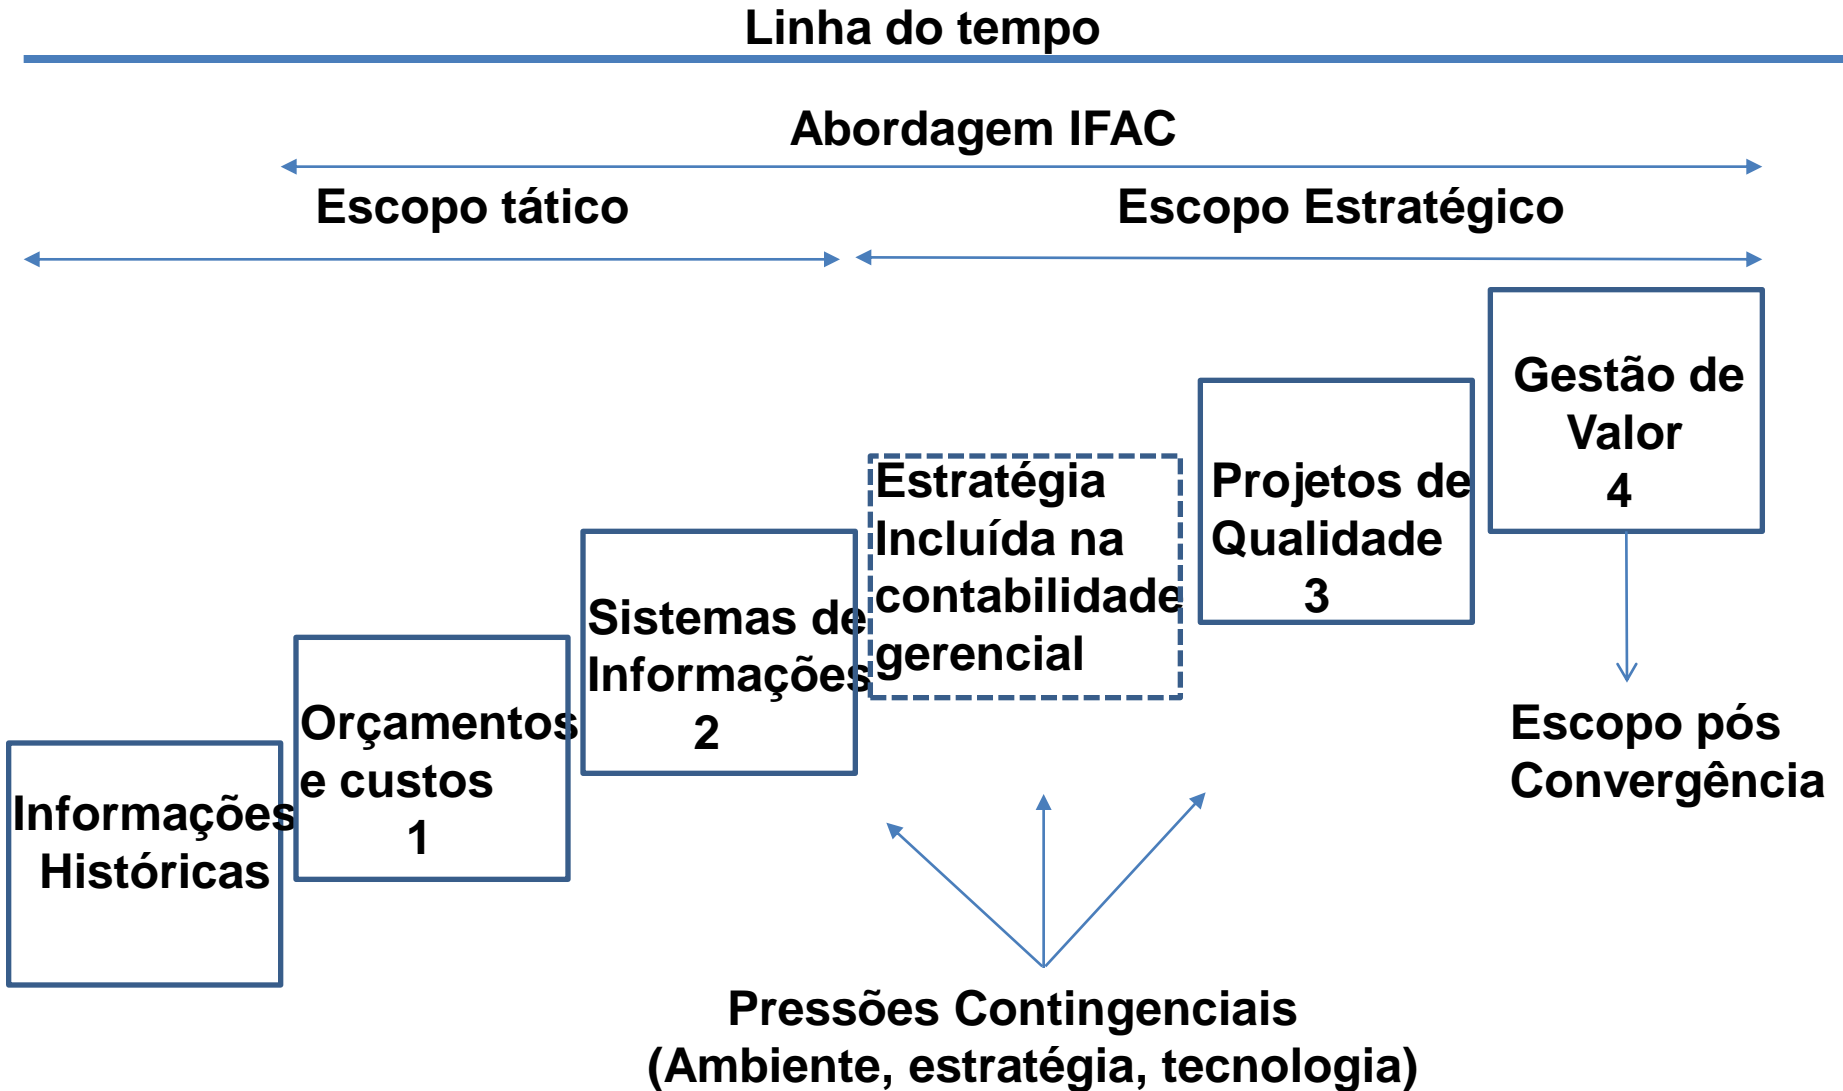 Linha do tempo
Abordagem IFAC
Escopo tático
Escopo Estratégico
Informações
Históricas
Orçamentos
e custos
1
Sistemas de
Informações
2
Estratégia
Incluída na
contabilidade
gerencial
Projetos de
Qualidade
3
Gestão de
Valor
4
Escopo pós
Convergência
Pressões Contingenciais
(Ambiente, estratégia, tecnologia)